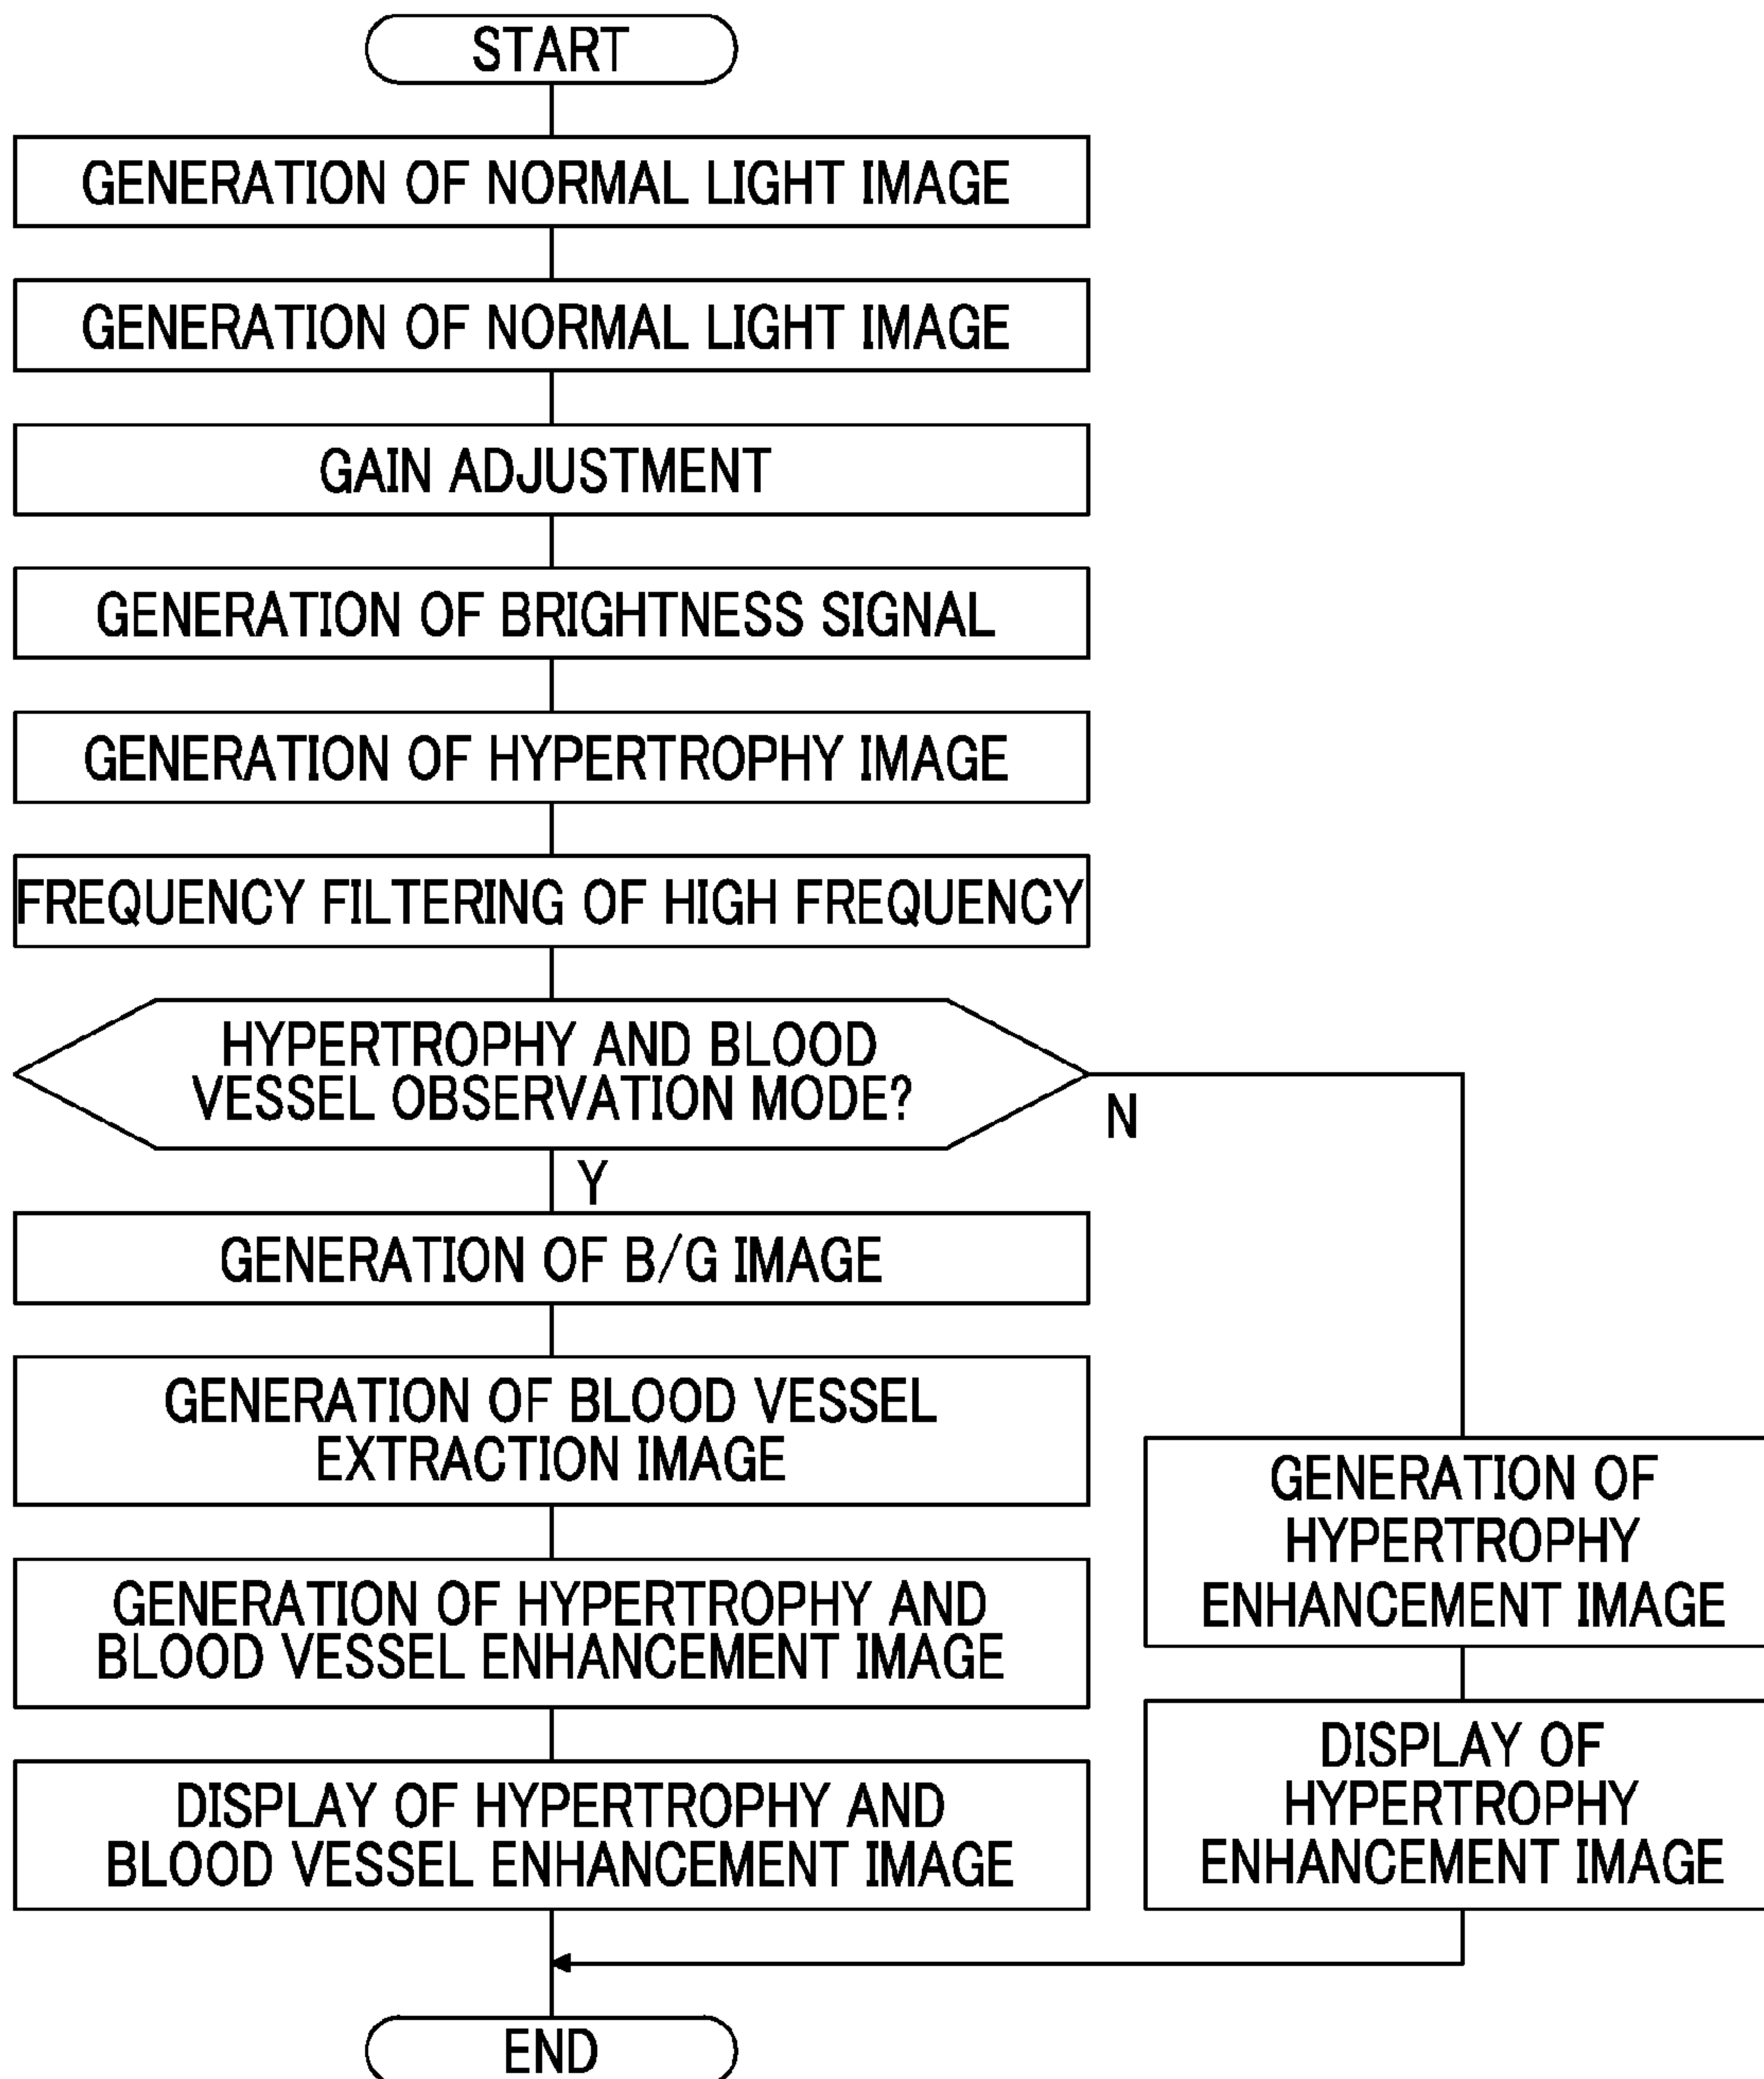 START
GENERATION OF NORMAL LIGHT IMAGE
GENERATION OF NORMAL LIGHT IMAGE
GAIN ADJUSTMENT
GENERATION OF BRIGHTNESS SIGNAL
GENERATION OF HYPERTROPHY IMAGE
FREQUENCY FILTERING OF HIGH FREQUENCY
HYPERTROPHY AND BLOOD
VESSEL OBSERVATION MODE?
N
Y
GENERATION OF B/G IMAGE
GENERATION OF BLOOD VESSEL
EXTRACTION IMAGE
GENERATION OF HYPERTROPHY AND
BLOOD VESSEL ENHANCEMENT IMAGE
DISPLAY OF HYPERTROPHY AND
BLOOD VESSEL ENHANCEMENT IMAGE
GENERATION OF
HYPERTROPHY
ENHANCEMENT IMAGE
DISPLAY OF
HYPERTROPHY
ENHANCEMENT IMAGE
END